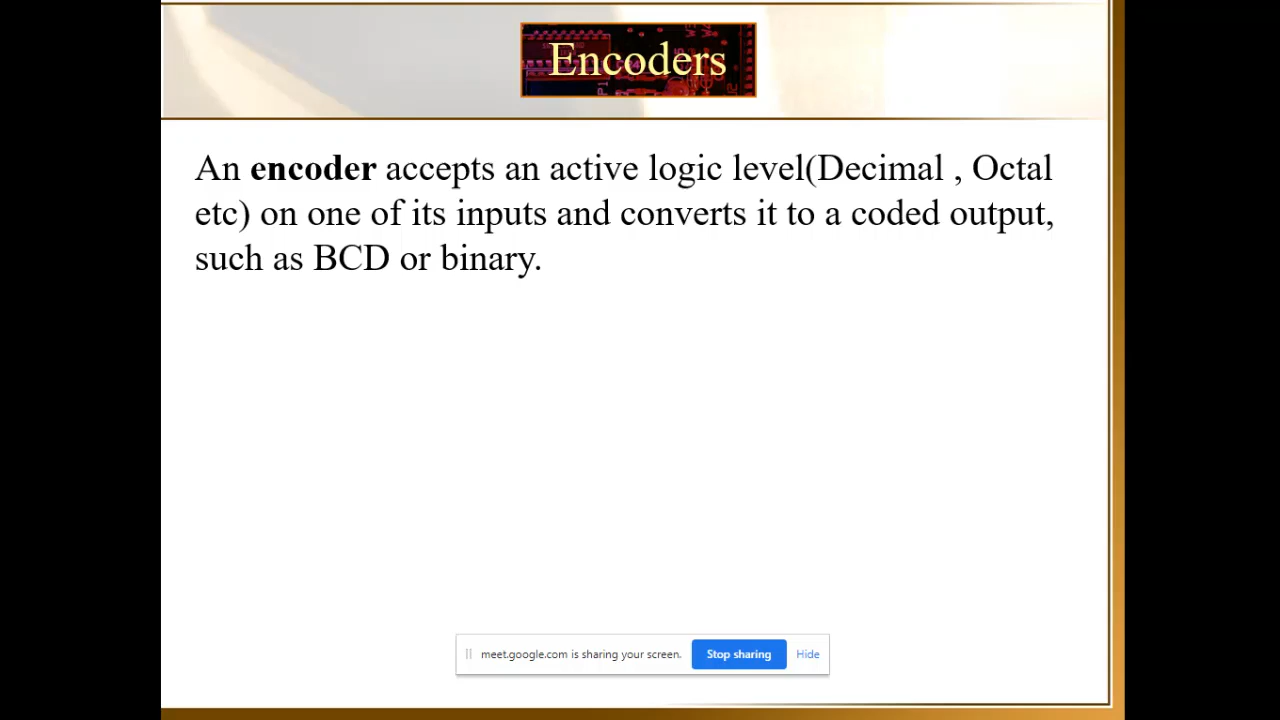 Encoders
An encoder accepts an active logic level(Decimal , Octal
etc) on one of its inputs and converts it to a coded output,
such as BCD or binary.
meet.google.com is sharing your screen. Stop sharing Hide